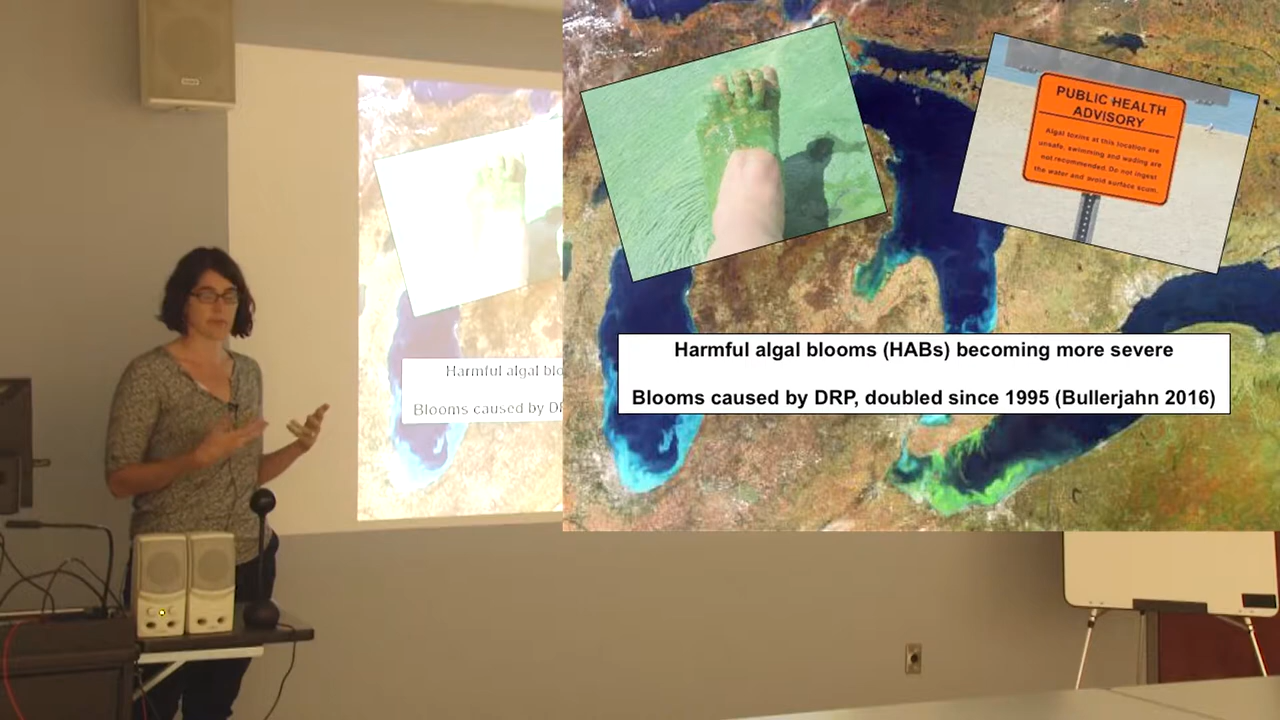 PUBLIC HEALTH
ADVISORY
Algal toxins at this location are
unsafe, swimming and wading are
not recommended. Do not ingest
the water and avoid surface scum.
Harmful algal blooms (HABs) becoming more severe
Blooms caused by DRP, doubled since 1995 (Bullerjahn 2016)
Harmful algal blo
Blooms caused by DR